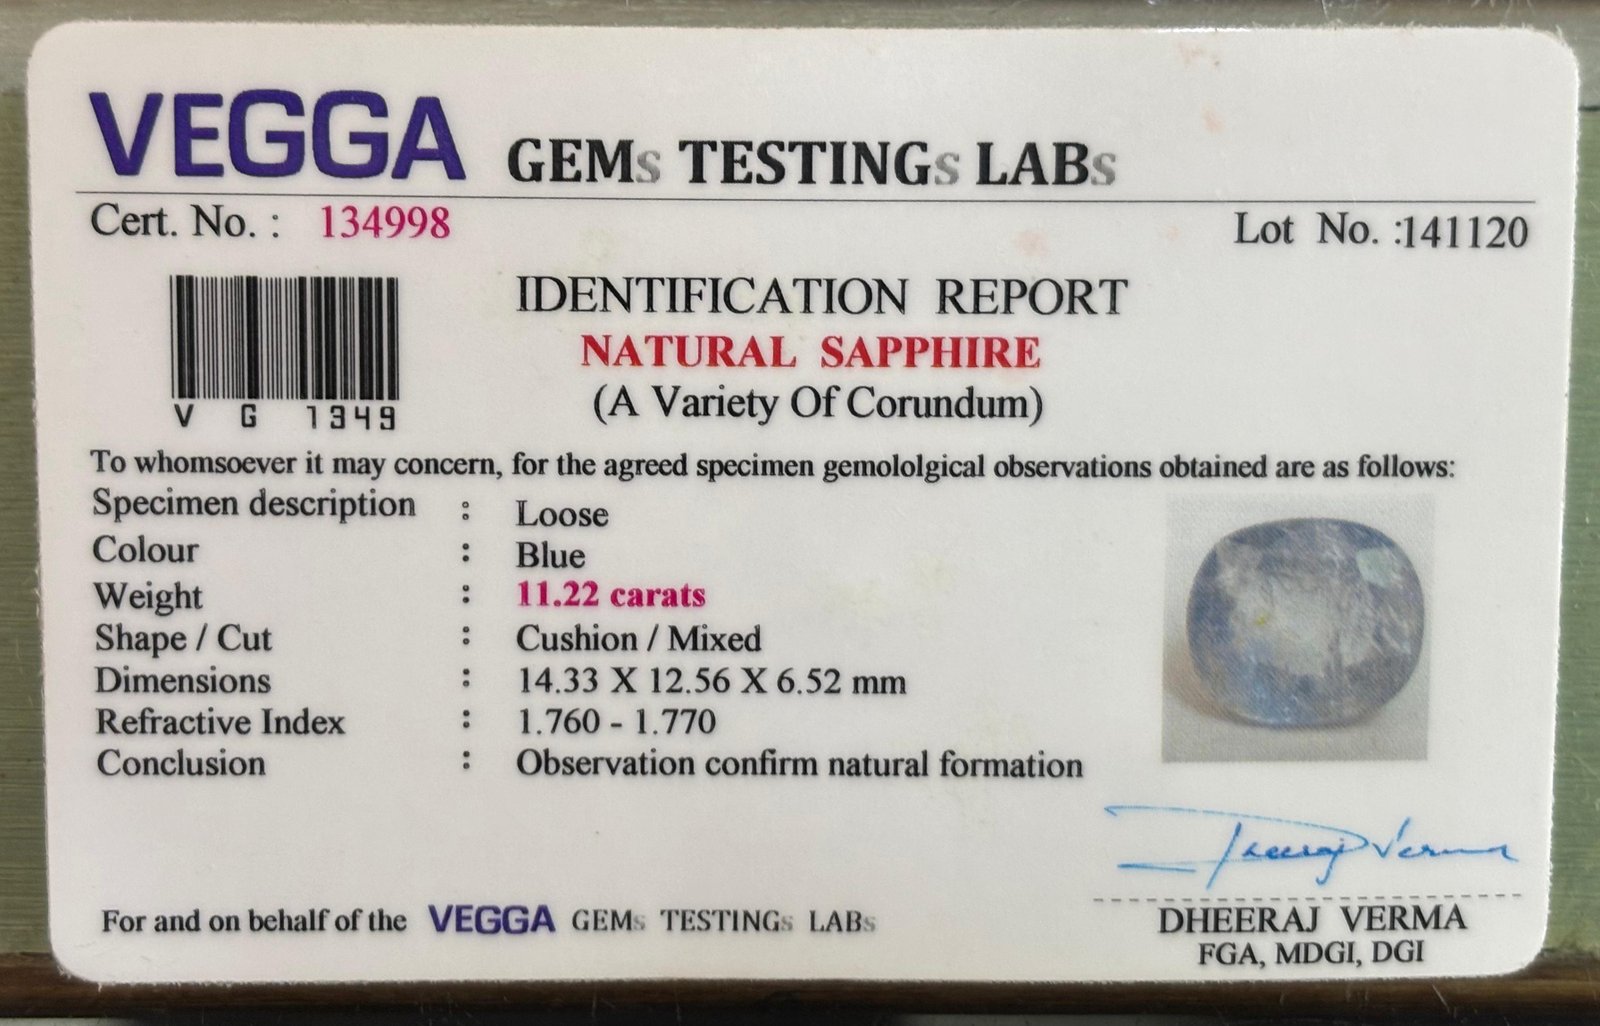 VEGGA GEMs TESTINGs LABs
Cert. No. : 134998
Lot No. :141120
V G 1349
IDENTIFICATION REPORT
NATURAL SAPPHIRE
(A Variety Of Corundum)
To whomsoever it may concern, for the agreed specimen gemololgical observations obtained are as follows:
Specimen description : Loose
Colour : Blue
Weight : 11.22 carats
Shape / Cut : Cushion / Mixed
Dimensions : 14.33 X 12.56 X 6.52 mm
Refractive Index : 1.760 - 1.770
Conclusion : Observation confirm natural formation
Dheeraj Verma
For and on behalf of the VEGGA GEMs TESTINGs LABs
DHEERAJ VERMA
FGA, MDGI, DGI